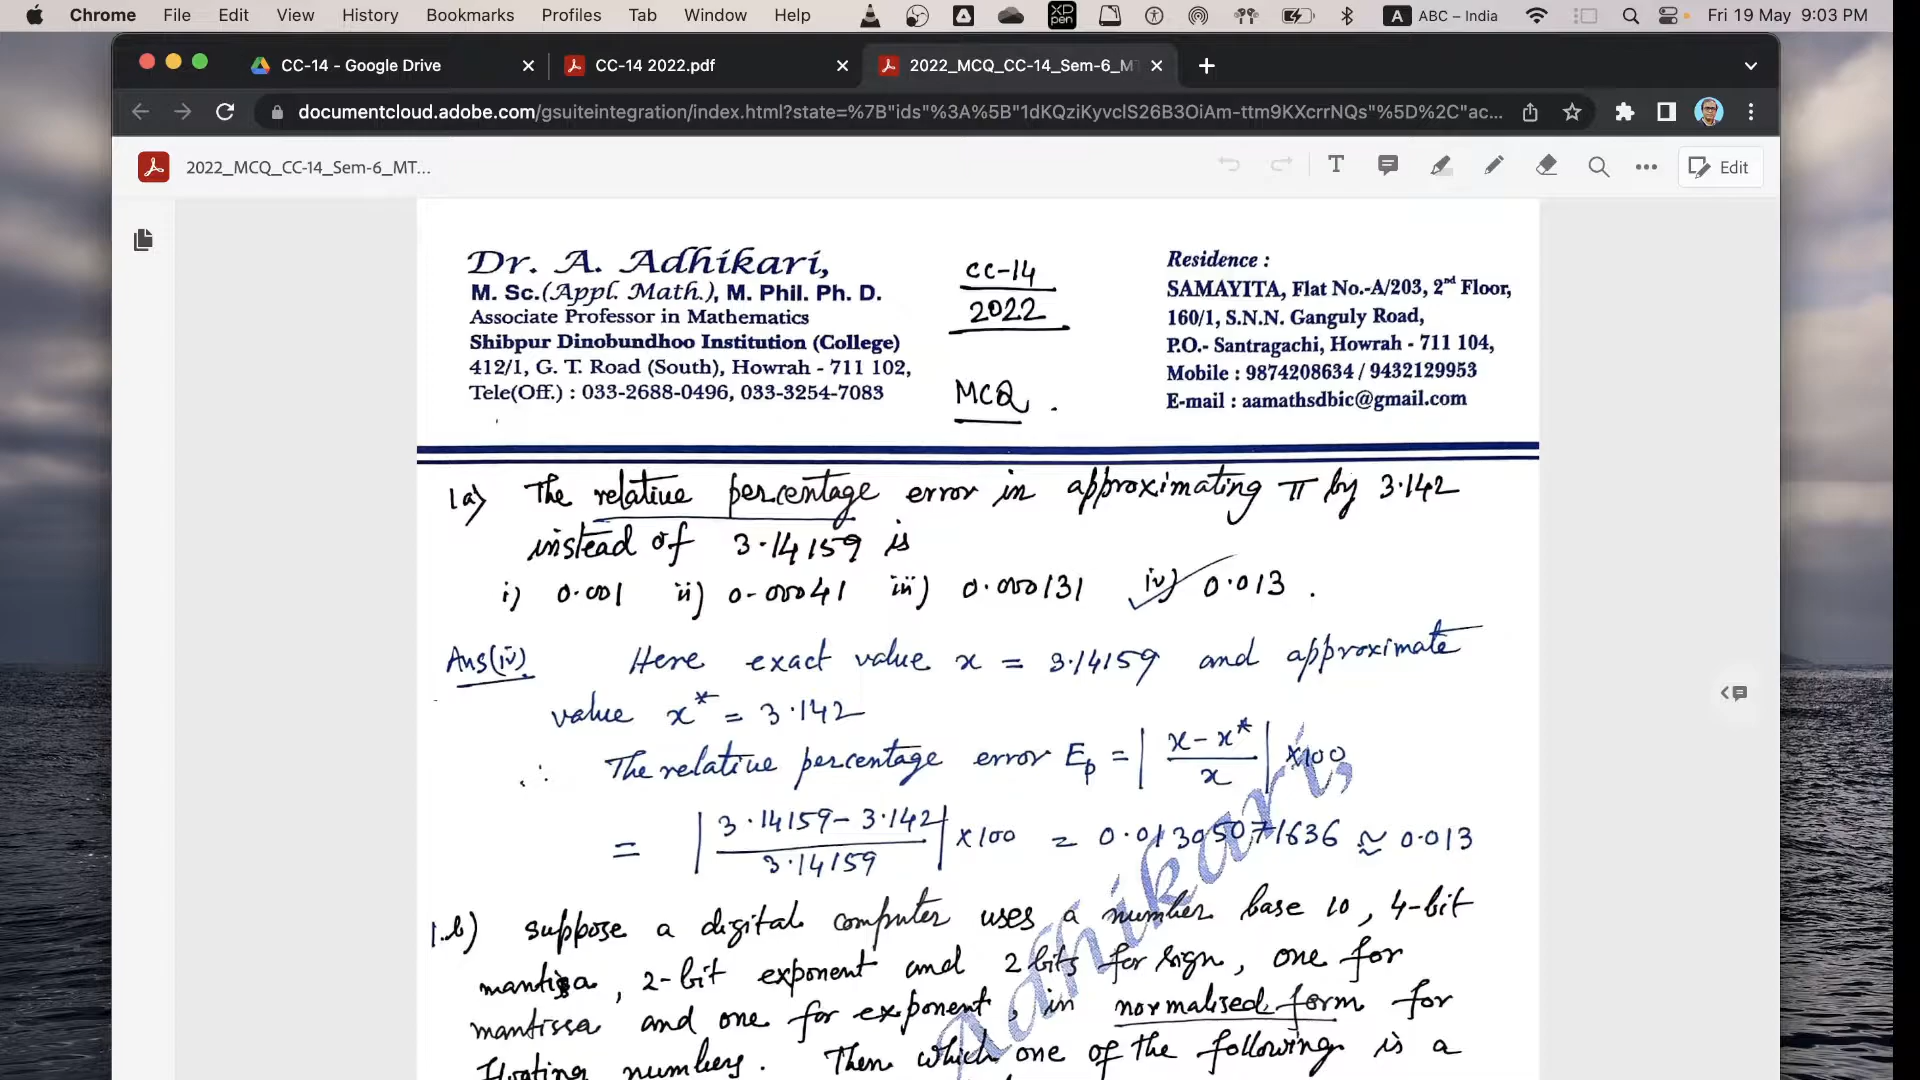 Chrome File Edit View History Bookmarks Profiles Tab Window Help XP pen A ABC – India Fri 19 May 9:03 PM
CC-14 - Google Drive CC-14 2022.pdf 2022_MCQ_CC-14_Sem-6_MT
documentcloud.adobe.com/gsuiteintegration/index.html?state=%7B"ids"%3A%5B"1dKQziKyvclS26B3OiAm-ttm9KXcrrNQs"%5D%2C"ac...
2022_MCQ_CC-14_Sem-6_MT... Edit
Dr. A. Adhikari,
M. Sc.(Appl. Math.), M. Phil. Ph. D.
Associate Professor in Mathematics
Shibpur Dinobundhoo Institution (College)
412/1, G. T. Road (South), Howrah - 711 102,
Tele(Off.) : 033-2688-0496, 033-3254-7083
CC-14
2022
MCQ .
Residence :
SAMAYITA, Flat No.-A/203, 2nd Floor,
160/1, S.N.N. Ganguly Road,
P.O.- Santragachi, Howrah - 711 104,
Mobile : 9874208634 / 9432129953
E-mail : aamathsdbic@gmail.com
1a) The relative percentage error in approximating π by 3.142
instead of 3.14159 is
i) 0.001 ii) 0.00041 iii) 0.000131 iv) 0.013 .
Ans(iv). Here exact value x = 3.14159 and approximate
value x* = 3.142
∴ The relative percentage error Ep = | (x - x*) / x | ×100
= | (3.14159 - 3.142) / 3.14159 | ×100 = 0.01305071636 ≈ 0.013
1.b) Suppose a digital computer uses a number base 10, 4-bit
mantissa, 2-bit exponent and 2 bits for sign, one for
mantissa and one for exponent, in normalised form for
floating numbers. Then which one of the following is a
Adhikari,